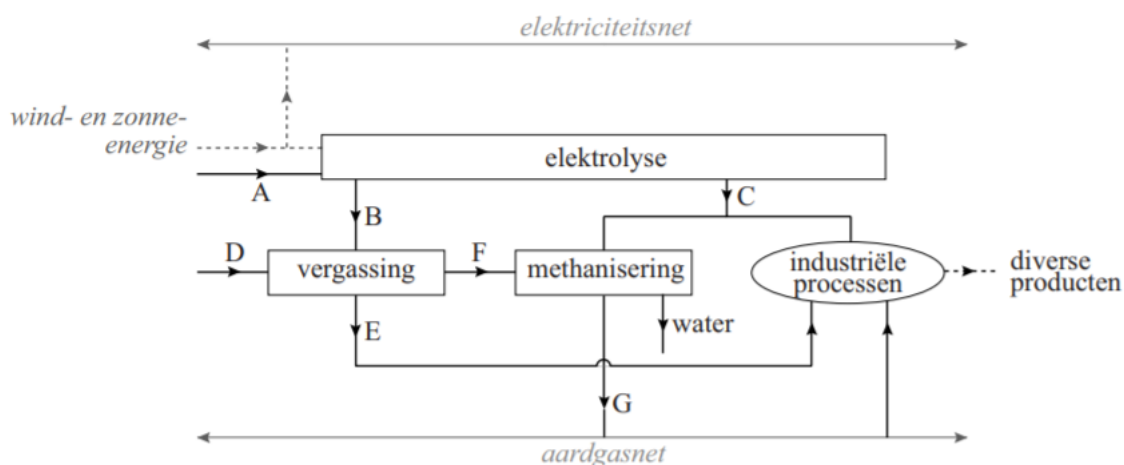 elektriciteitsnet
wind- en zonne-
energie
elektrolyse
A
B
C
D
vergassing
F
methanisering
industriële
processen
diverse
producten
E
water
G
aardgasnet